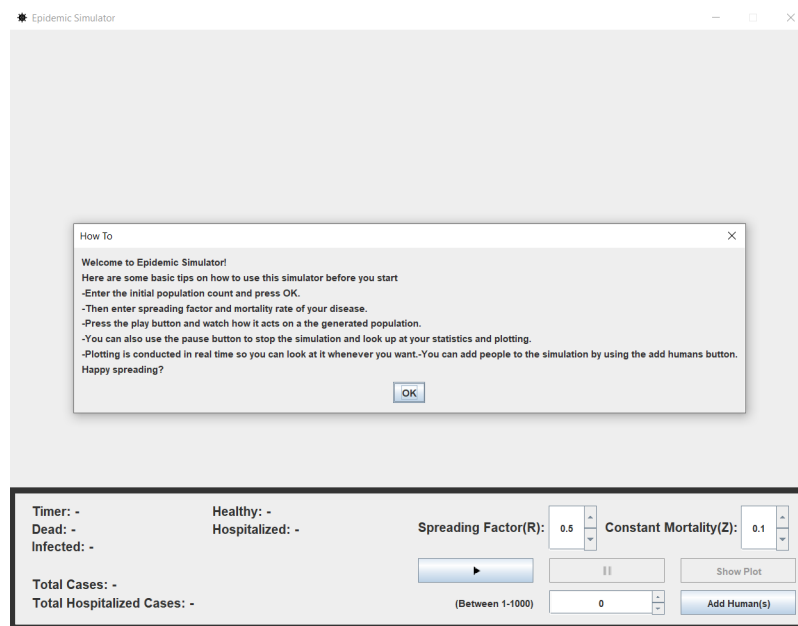 Epidemic Simulator
How To
Welcome to Epidemic Simulator!
Here are some basic tips on how to use this simulator before you start
-Enter the initial population count and press OK.
-Then enter spreading factor and mortality rate of your disease.
-Press the play button and watch how it acts on a the generated population.
-You can also use the pause button to stop the simulation and look up at your statistics and plotting.
-Plotting is conducted in real time so you can look at it whenever you want.-You can add people to the simulation by using the add humans button.
Happy spreading?
OK
Timer: -
Healthy: -
Dead: -
Hospitalized: -
Infected: -
Spreading Factor(R): 0.5
Constant Mortality(Z): 0.1
Show Plot
Total Cases: -
Total Hospitalized Cases: -
(Between 1-1000)
0
Add Human(s)